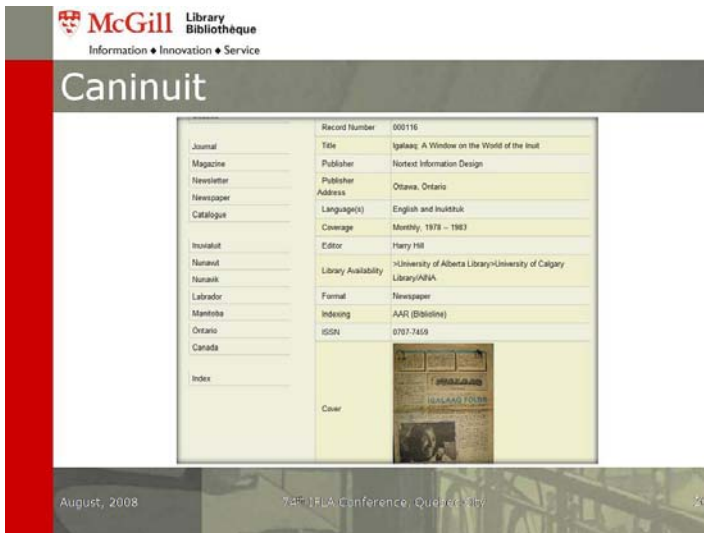 McGill Library
Bibliothèque
Information ♦ Innovation ♦ Service
Caninuit
Journal
Magazine
Newsletter
Newspaper
Catalogue
Inuvialuit
Nunavut
Nunavik
Labrador
Manitoba
Ontario
Canada
Index
Record Number 000116
Title Igalaaq: A Window on the World of the Inuit
Publisher Nortext Information Design
Publisher Address Ottawa, Ontario
Language(s) English and Inuktituk
Coverage Monthly, 1978 – 1983
Editor Harry Hill
Library Availability >University of Alberta Library>University of Calgary
Library/AINA
Format Newspaper
Indexing AAR (Biblioline)
ISSN 0707-7459
Cover
IGALAAQ
August, 2008
74th IFLA Conference, Quebec City